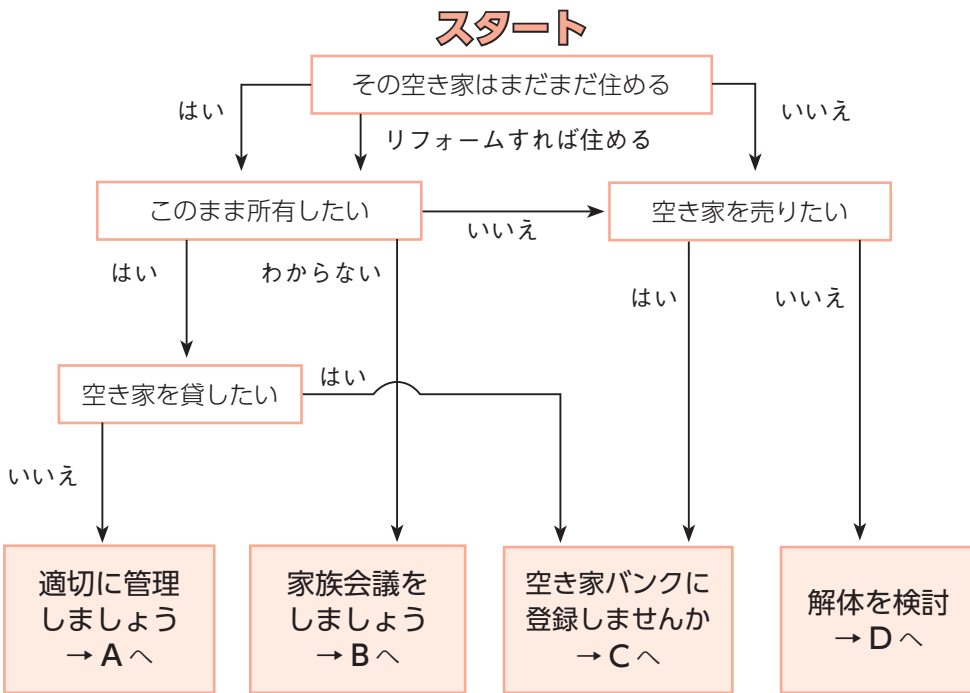 スタート
その空き家はまだまだ住める
はい
リフォームすれば住める
いいえ
このまま所有したい
いいえ
空き家を売りたい
はい
わからない
はい
いいえ
空き家を貸したい
はい
いいえ
適切に管理
しましょう
→ A へ
家族会議を
しましょう
→ B へ
空き家バンクに
登録しませんか
→ C へ
解体を検討
→ D へ